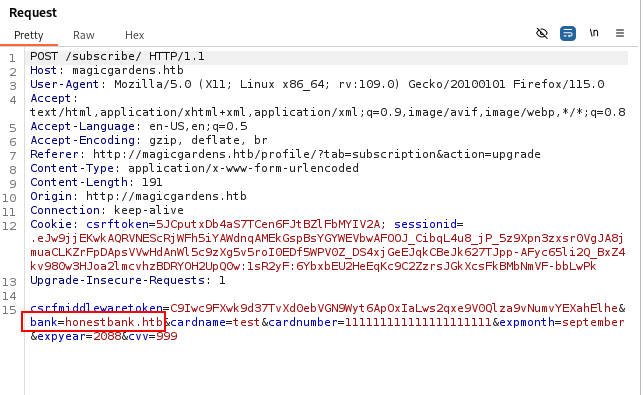 Request
Pretty Raw Hex
\n
1 POST /subscribe/ HTTP/1.1
2 Host: magicgardens.htb
3 User-Agent: Mozilla/5.0 (X11; Linux x86_64; rv:109.0) Gecko/20100101 Firefox/115.0
4 Accept:
text/html,application/xhtml+xml,application/xml;q=0.9,image/avif,image/webp,*/*;q=0.8
5 Accept-Language: en-US,en;q=0.5
6 Accept-Encoding: gzip, deflate, br
7 Referer: http://magicgardens.htb/profile/?tab=subscription&action=upgrade
8 Content-Type: application/x-www-form-urlencoded
9 Content-Length: 191
10 Origin: http://magicgardens.htb
11 Connection: keep-alive
12 Cookie: csrftoken=5JCputxDb4aS7TCen6FJtBZlFbMYIV2A; sessionid=
.eJw9jjEKwkAQRVNEScRjWFh5iYAWdnqAMEkGspBsYGYWEVbwAFOOJ_CibqL4u8_jP_5z9Xpn3zxsrOVgJA8j
muaCLKZrFpDApsVVwHdAnWl5c9zXg5v5roI0EDf5WPV0Z_DS4xjGeEJqkCBeJk627TJpp-AFyc65li2Q_BxZ4
kv980w3HJoa2lmcvhzBDRYOH2UpQOw:1sR2yF:6YbxbEU2HeEqKc9C2ZzrsJGkXcsFkBMbNmVF-bbLwPk
13 Upgrade-Insecure-Requests: 1
14
15 csrfmiddlewaretoken=C9Iwc9FXwk9d37TvXdOebVGN9Wyt6ApOxIaLws2qxe9V0Qlza9vNumvYEXahElhe&
bank=honestbank.htb&cardname=test&cardnumber=1111111111111111111111&expmonth=september
&expyear=2088&cvv=999